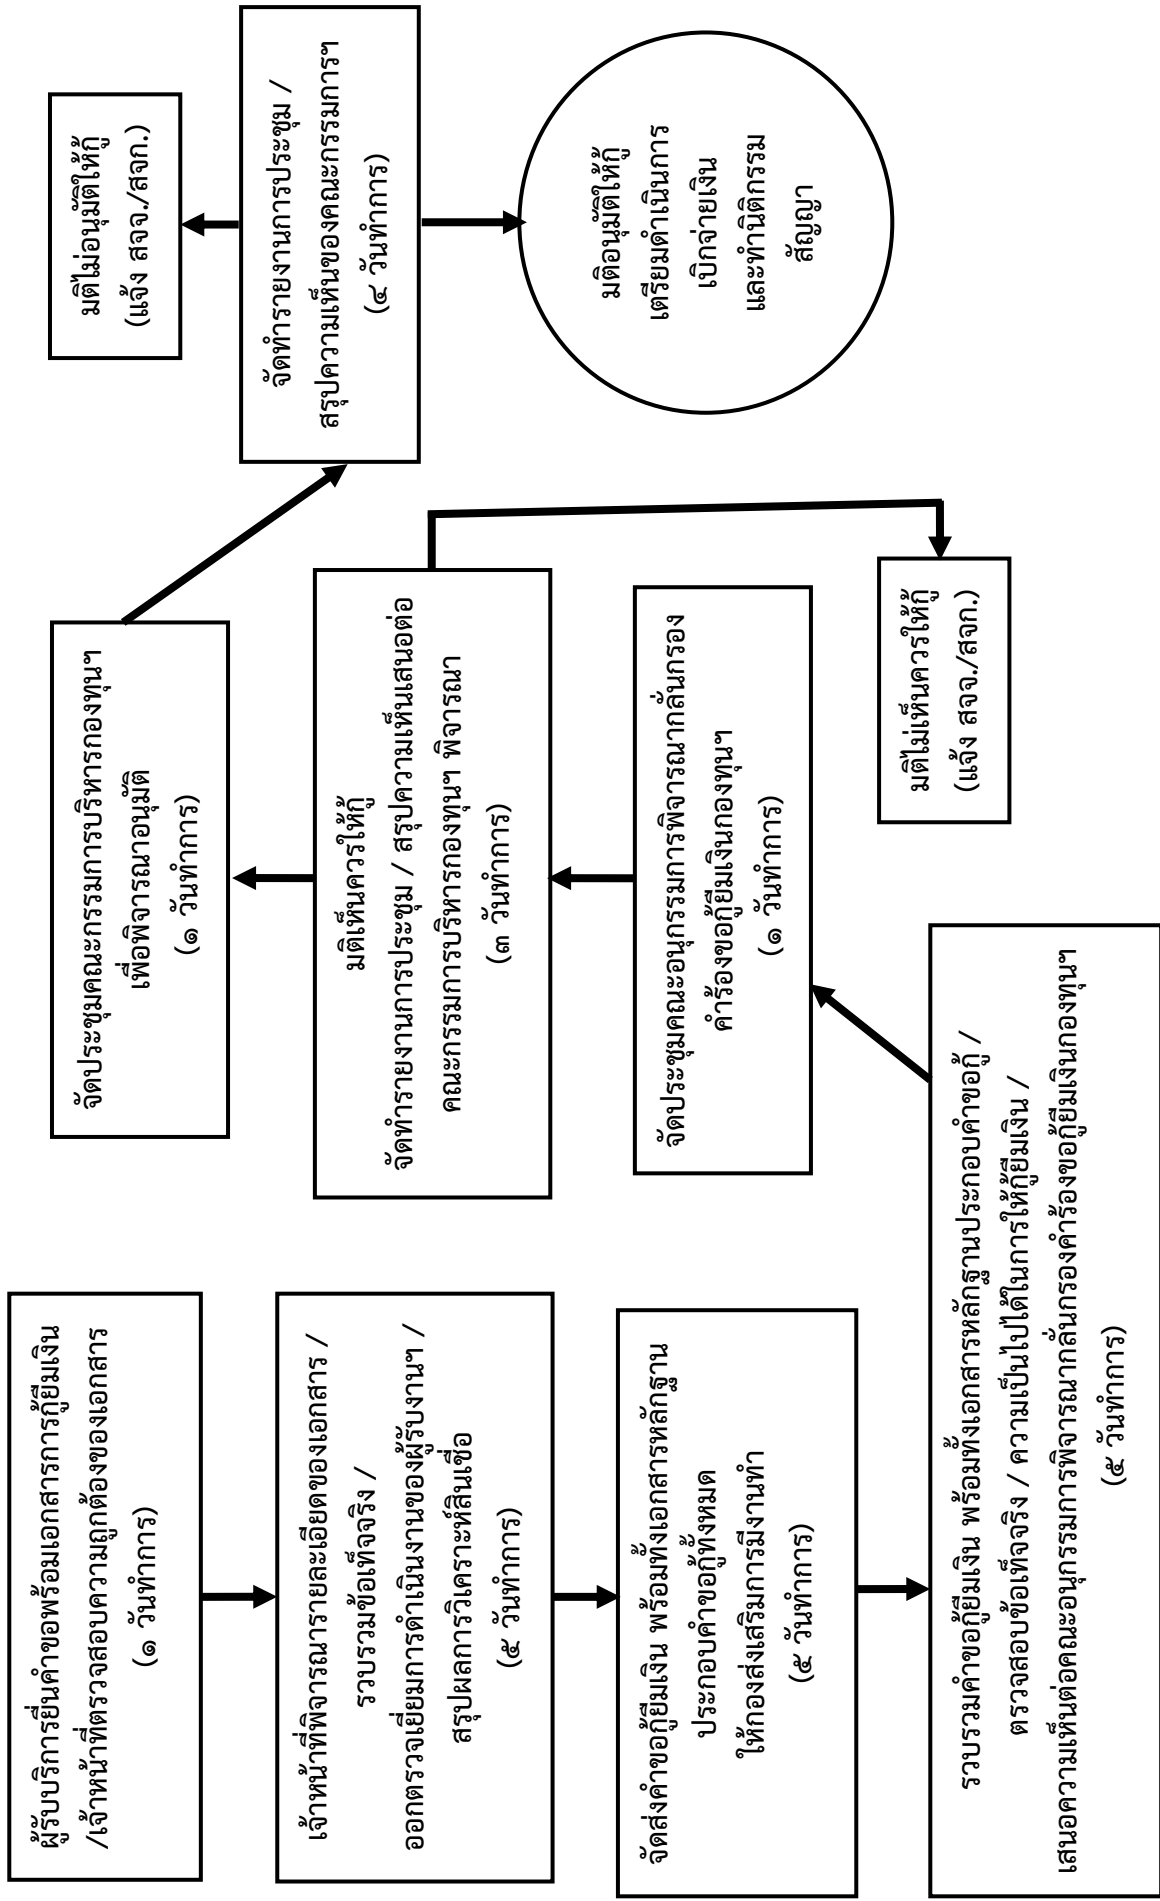 ผู้รับบริการยื่นคำขอพร้อมเอกสารการกู้ยืมเงิน
/เจ้าหน้าที่ตรวจสอบความถูกต้องของเอกสาร
(๑ วันทำการ)
เจ้าหน้าที่พิจารณารายละเอียดของเอกสาร /
รวบรวมข้อเท็จจริง /
ออกตรวจเยี่ยมการดำเนินงานของผู้รับงานฯ /
สรุปผลการวิเคราะห์สินเชื่อ
(๕ วันทำการ)
จัดส่งคำขอกู้ยืมเงิน พร้อมทั้งเอกสารหลักฐาน
ประกอบคำขอกู้ทั้งหมด
ให้กองส่งเสริมการมีงานทำ
(๕ วันทำการ)
รวบรวมคำขอกู้ยืมเงิน พร้อมทั้งเอกสารหลักฐานประกอบคำขอกู้ /
ตรวจสอบข้อเท็จจริง / ความเป็นไปได้ในการให้กู้ยืมเงิน /
เสนอความเห็นต่อคณะอนุกรรมการพิจารณากลั่นกรองคำร้องขอกู้ยืมเงินกองทุนฯ
(๕ วันทำการ)
จัดประชุมคณะอนุกรรมการพิจารณากลั่นกรอง
คำร้องขอกู้ยืมเงินกองทุนฯ
(๑ วันทำการ)
มติเห็นควรให้กู้
จัดทำรายงานการประชุม / สรุปความเห็นเสนอต่อ
คณะกรรมการบริหารกองทุนฯ พิจารณา
(๓ วันทำการ)
มติไม่เห็นควรให้กู้
(แจ้ง สจจ./สจก.)
จัดประชุมคณะกรรมการบริหารกองทุนฯ
เพื่อพิจารณาอนุมัติ
(๑ วันทำการ)
จัดทำรายงานการประชุม /
สรุปความเห็นของคณะกรรมการฯ
(๔ วันทำการ)
มติไม่อนุมัติให้กู้
(แจ้ง สจจ./สจก.)
มติอนุมัติให้กู้
เตรียมดำเนินการ
เบิกจ่ายเงิน
และทำนิติกรรม
สัญญา